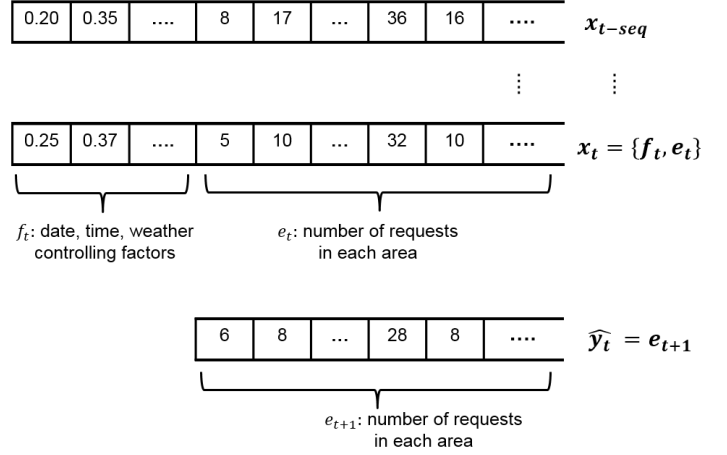 0.20 0.35 .... 8 17 ... 36 16 .... x_{t-seq}
⋮ ⋮
0.25 0.37 .... 5 10 ... 32 10 .... x_t = {f_t, e_t}
f_t: date, time, weather
controlling factors
e_t: number of requests
in each area
6 8 ... 28 8 .... \widehat{y_t} = e_{t+1}
e_{t+1}: number of requests
in each area